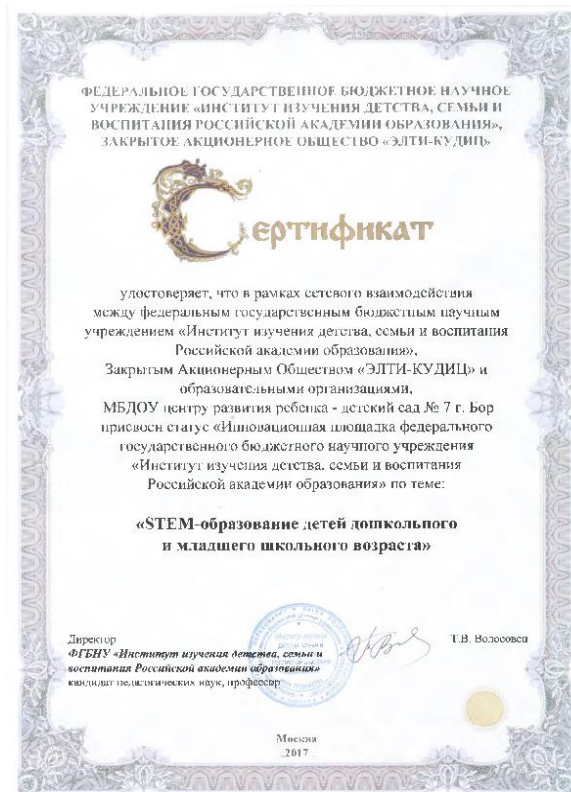 ФЕДЕРАЛЬНОЕ ГОСУДАРСТВЕННОЕ БЮДЖЕТНОЕ НАУЧНОЕ
УЧРЕЖДЕНИЕ «ИНСТИТУТ ИЗУЧЕНИЯ ДЕТСТВА, СЕМЬИ И
ВОСПИТАНИЯ РОССИЙСКОЙ АКАДЕМИИ ОБРАЗОВАНИЯ»,
ЗАКРЫТОЕ АКЦИОНЕРНОЕ ОБЩЕСТВО «ЭЛТИ-КУДИЦ»
Сертификат
удостоверяет, что в рамках сетевого взаимодействия
между федеральным государственным бюджетным научным
учреждением «Институт изучения детства, семьи и воспитания
Российской академии образования»,
Закрытым Акционерным Обществом «ЭЛТИ-КУДИЦ» и
образовательными организациями,
МБДОУ центру развития ребенка - детский сад № 7 г. Бор
присвоен статус «Инновационная площадка федерального
государственного бюджетного научного учреждения
«Институт изучения детства, семьи и воспитания
Российской академии образования» по теме:
«STEM-образование детей дошкольного
и младшего школьного возраста»
Директор
ФГБНУ «Институт изучения детства, семьи и
воспитания Российской академии образования»
кандидат педагогических наук, профессор
Т.В. Волосовец
Москва
2017